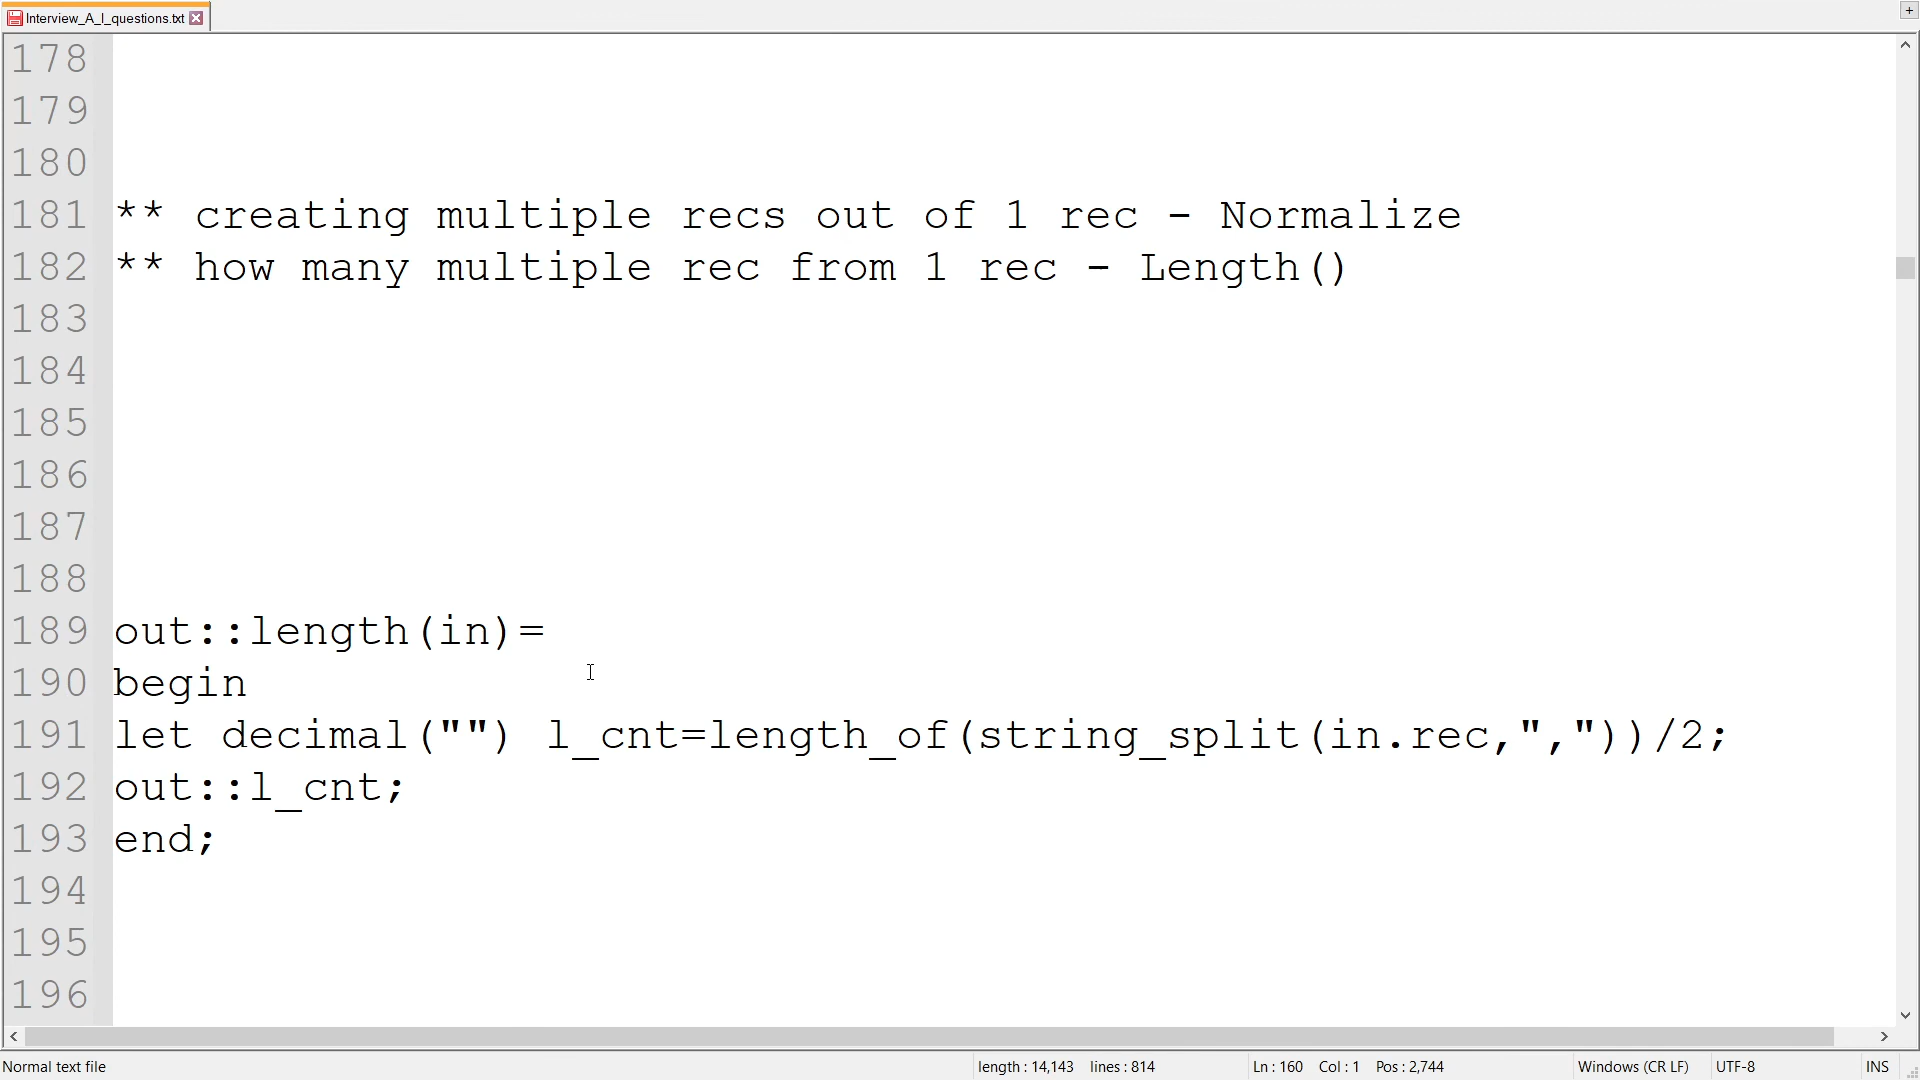 Interview_A_I_questions.txt
178
179
180
181 ** creating multiple recs out of 1 rec - Normalize
182 ** how many multiple rec from 1 rec - Length()
183
184
185
186
187
188
189 out::length(in)=
190 begin
191 let decimal("") l_cnt=length_of(string_split(in.rec,","))/2;
192 out::l_cnt;
193 end;
194
195
196
Normal text file length : 14,143 lines : 814 Ln : 160 Col : 1 Pos : 2,744 Windows (CR LF) UTF-8 INS